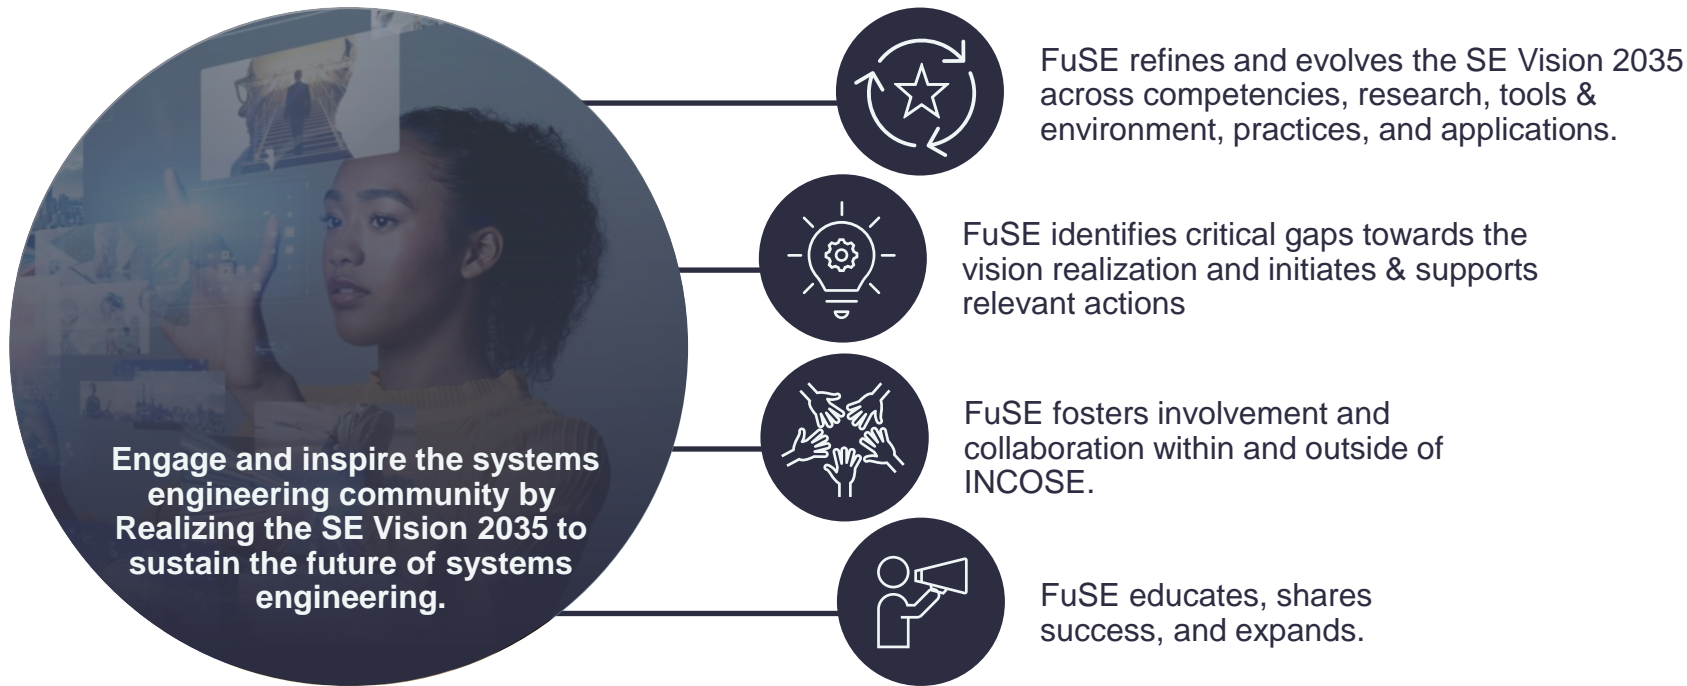 Engage and inspire the systems
engineering community by
Realizing the SE Vision 2035 to
sustain the future of systems
engineering.
FuSE refines and evolves the SE Vision 2035
across competencies, research, tools &
environment, practices, and applications.
FuSE identifies critical gaps towards the
vision realization and initiates & supports
relevant actions
FuSE fosters involvement and
collaboration within and outside of
INCOSE.
FuSE educates, shares
success, and expands.